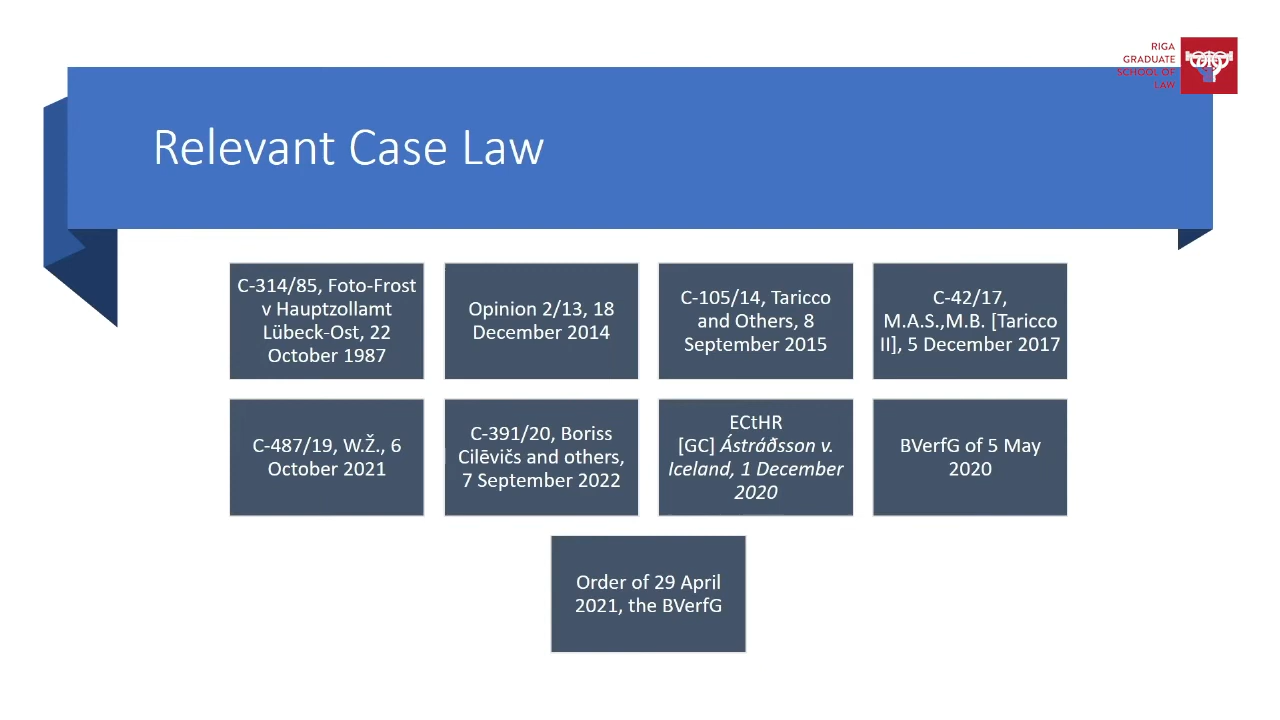 RIGA
GRADUATE
SCHOOL OF
LAW
Relevant Case Law
C-314/85, Foto-Frost
v Hauptzollamt
Lübeck-Ost, 22
October 1987
Opinion 2/13, 18
December 2014
C-105/14, Taricco
and Others, 8
September 2015
C-42/17,
M.A.S.,M.B. [Taricco
II], 5 December 2017
C-487/19, W.Ž., 6
October 2021
C-391/20, Boriss
Cilēvičs and others,
7 September 2022
ECtHR
[GC] Ástráðsson v.
Iceland, 1 December
2020
BVerfG of 5 May
2020
Order of 29 April
2021, the BVerfG